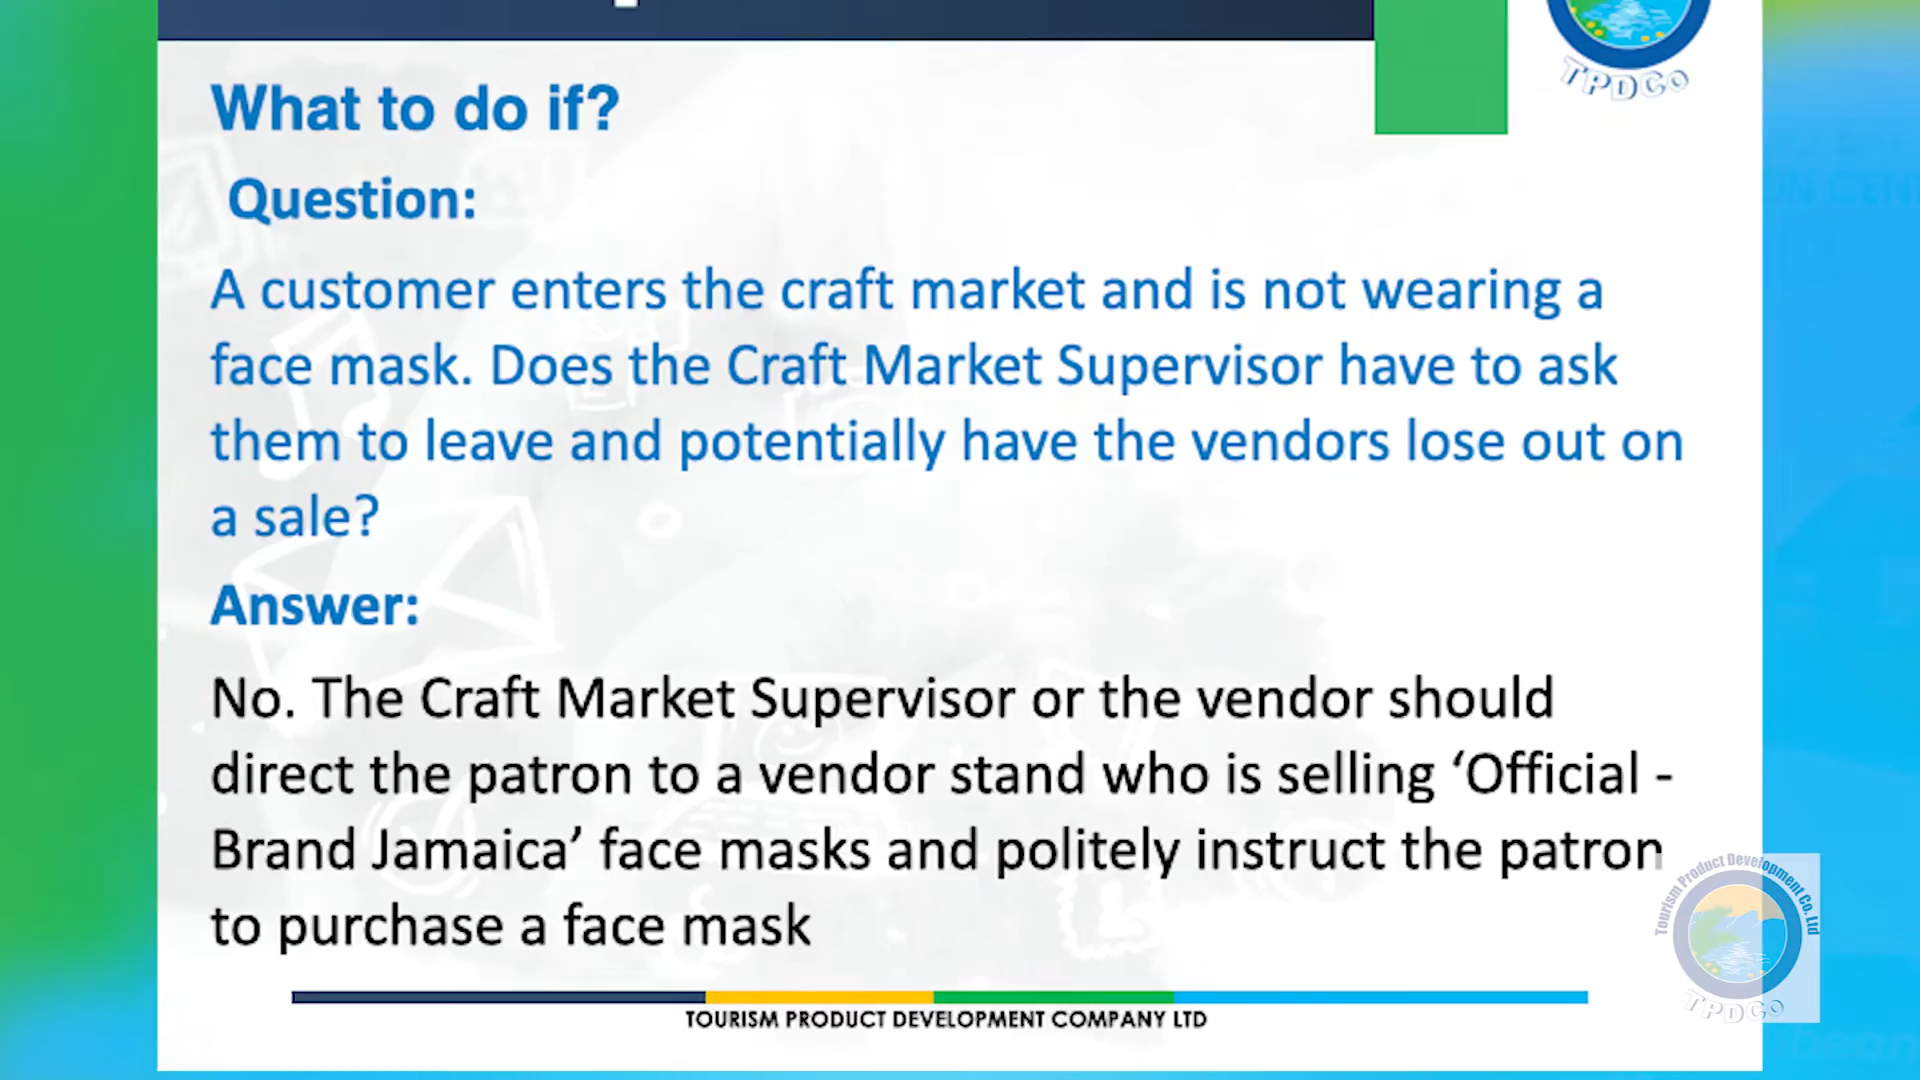 TPDCo
What to do if?
Question:
A customer enters the craft market and is not wearing a
face mask. Does the Craft Market Supervisor have to ask
them to leave and potentially have the vendors lose out on
a sale?
Answer:
No. The Craft Market Supervisor or the vendor should
direct the patron to a vendor stand who is selling ‘Official -
Brand Jamaica’ face masks and politely instruct the patron
to purchase a face mask
Tourism Product Development Co. Ltd
TPDCo
TOURISM PRODUCT DEVELOPMENT COMPANY LTD